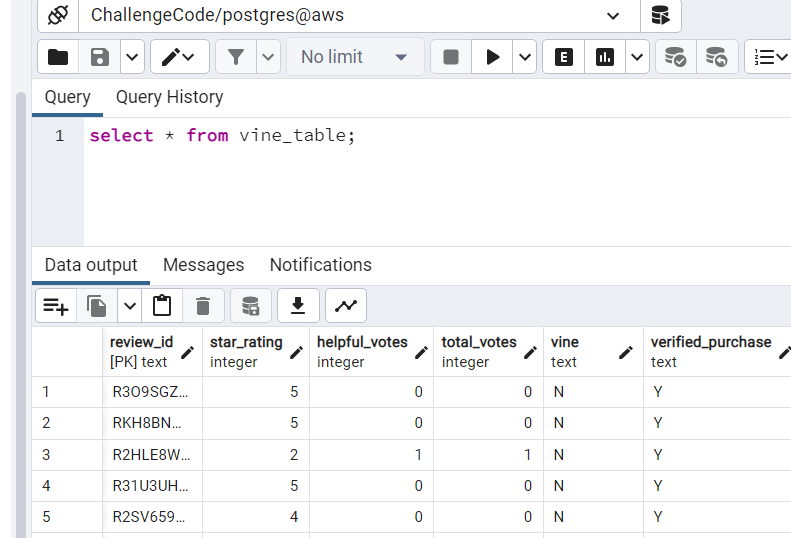 ChallengeCode/postgres@aws
No limit
E
Query Query History
1 select * from vine_table;
Data output Messages Notifications
review_id star_rating helpful_votes total_votes vine verified_purchase
[PK] text integer integer integer text text
1 R3O9SGZ... 5 0 0 N Y
2 RKH8BN... 5 0 0 N Y
3 R2HLE8W... 2 1 1 N Y
4 R31U3UH... 5 0 0 N Y
5 R2SV659... 4 0 0 N Y